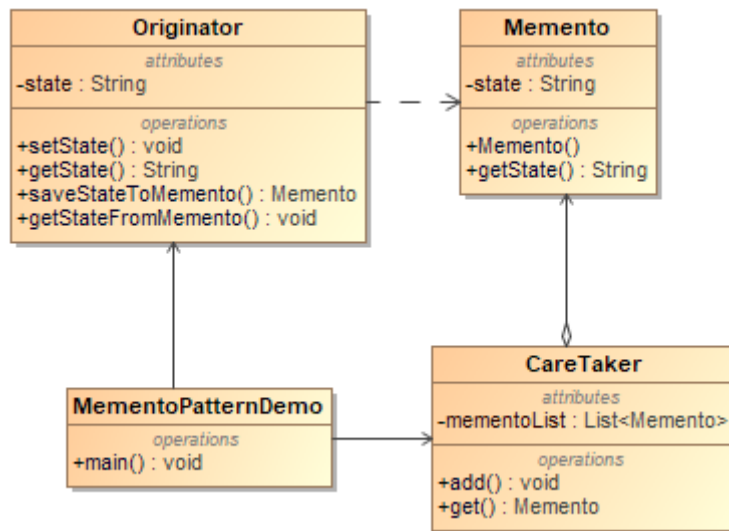 Originator
attributes
-state : String
operations
+setState() : void
+getState() : String
+saveStateToMemento() : Memento
+getStateFromMemento() : void
Memento
attributes
-state : String
operations
+Memento()
+getState() : String
MementoPatternDemo
operations
+main() : void
CareTaker
attributes
-mementoList : List<Memento>
operations
+add() : void
+get() : Memento